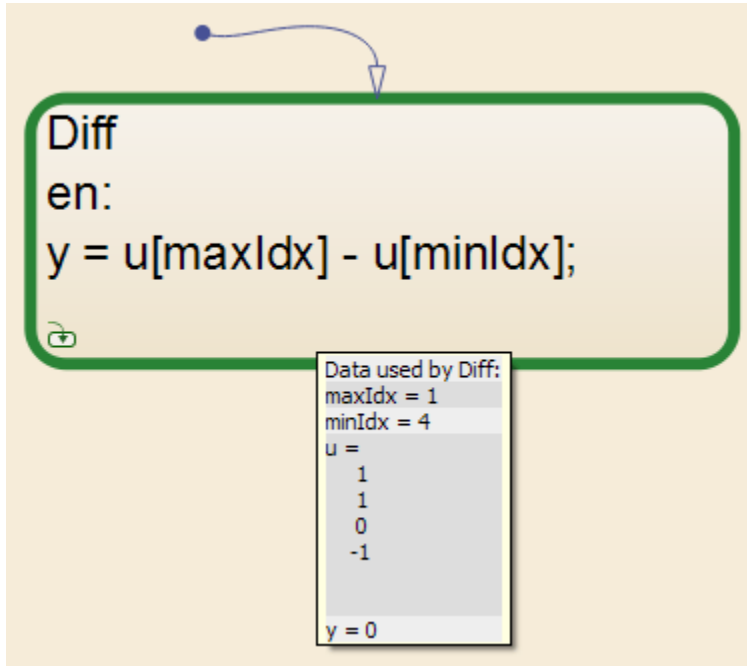 Diff
en:
y = u[maxIdx] - u[minIdx];
Data used by Diff:
maxIdx = 1
minIdx = 4
u =
1
1
0
-1
y = 0